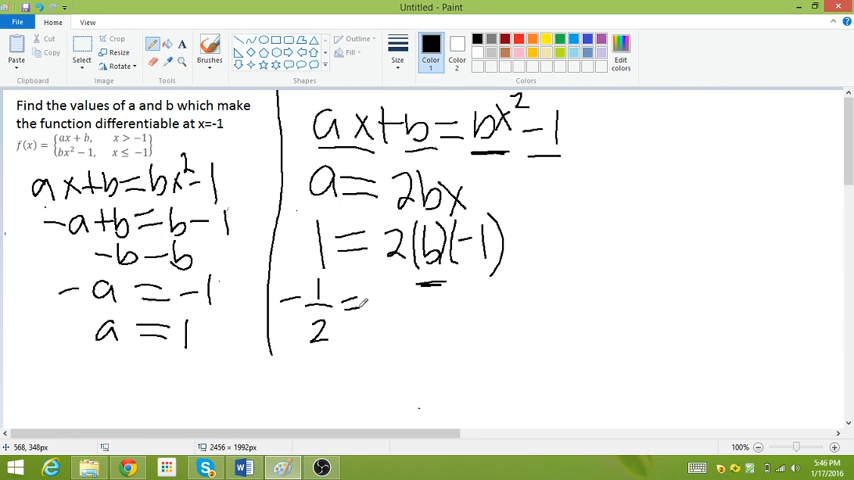 Untitled - Paint
File Home View
Paste
Cut
Copy
Clipboard
Select
Crop
Resize
Rotate
Image
Tools
Brushes
Shapes
Outline
Fill
Size
Color 1
Color 2
Edit colors
Colors
Find the values of a and b which make
the function differentiable at x=-1
f(x) = {ax + b, x > −1
bx² − 1, x ≤ −1
ax+b=bx²-1
-a+b=b-1
-b -b
-a = -1
a = 1
ax+b=bx²-1
a = 2bx
1 = 2(b)(-1)
-1/2 =
568, 348px
2456 × 1992px
100%
5:46 PM
1/17/2016